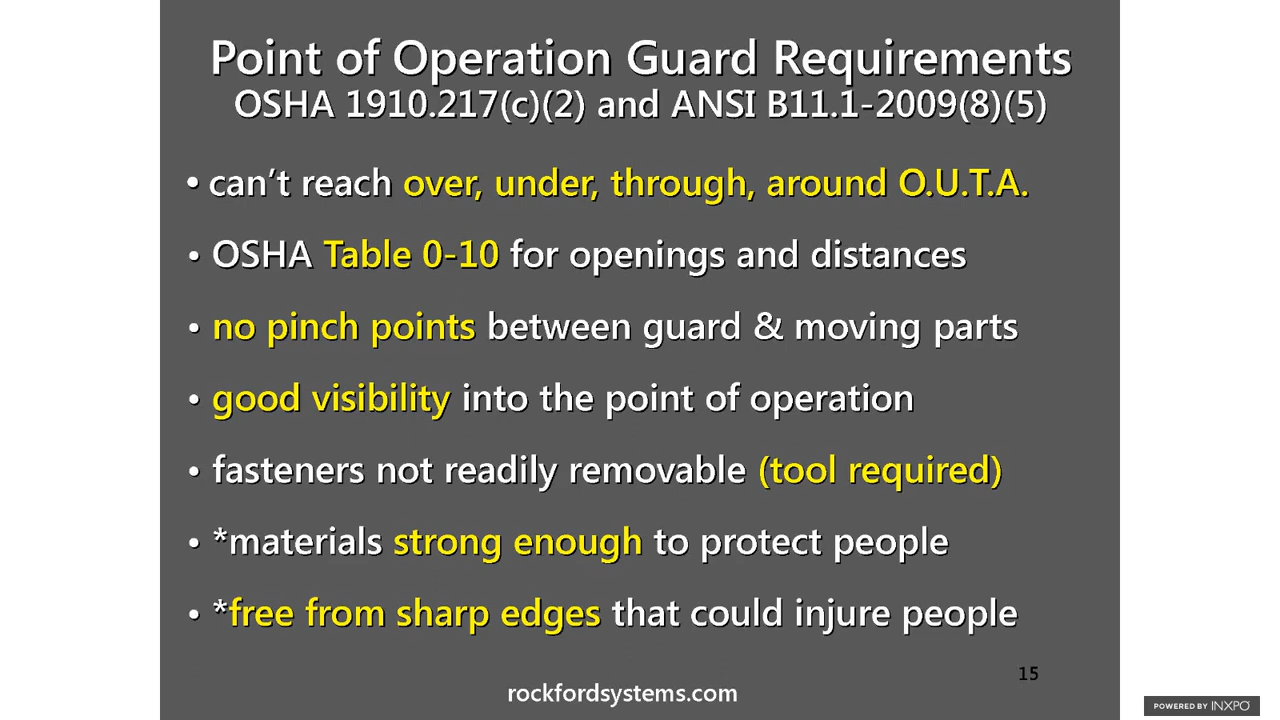 Point of Operation Guard Requirements
OSHA 1910.217(c)(2) and ANSI B11.1-2009(8)(5)
• can't reach over, under, through, around O.U.T.A.
• OSHA Table 0-10 for openings and distances
• no pinch points between guard & moving parts
• good visibility into the point of operation
• fasteners not readily removable (tool required)
• *materials strong enough to protect people
• *free from sharp edges that could injure people
15
rockfordsystems.com
POWERED BY INXPO